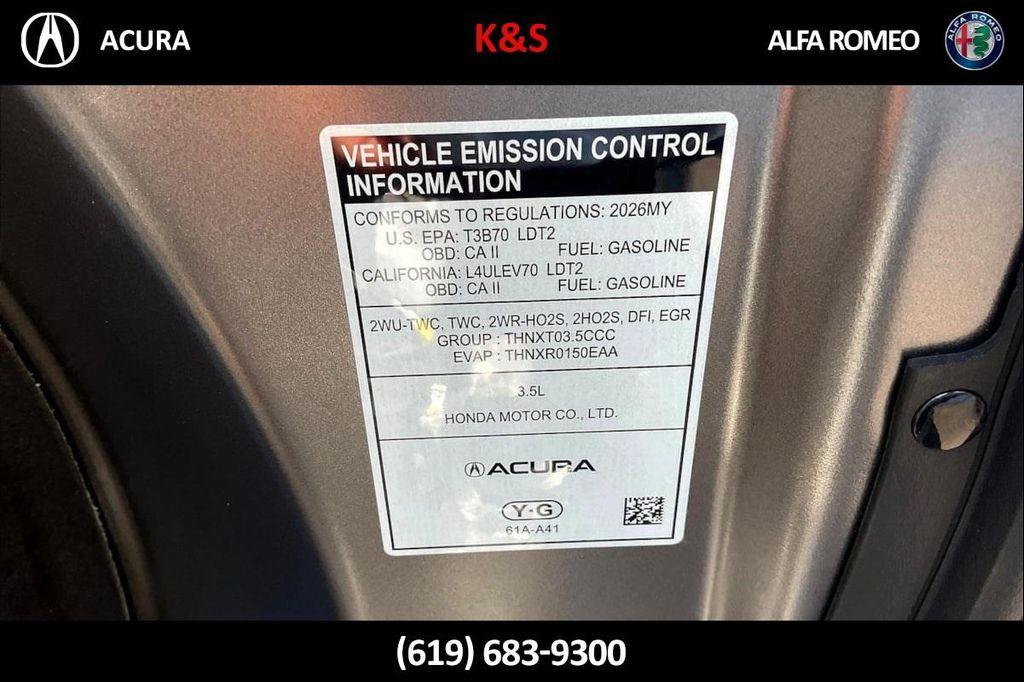 ACURA
K&S
ALFA ROMEO
ALFA ROMEO
VEHICLE EMISSION CONTROL
INFORMATION
CONFORMS TO REGULATIONS: 2026MY
U.S. EPA: T3B70 LDT2
OBD: CA II FUEL: GASOLINE
CALIFORNIA: L4ULEV70 LDT2
OBD: CA II FUEL: GASOLINE
2WU-TWC, TWC, 2WR-HO2S, 2HO2S, DFI, EGR
GROUP : THNXT03.5CCC
EVAP : THNXR0150EAA
3.5L
HONDA MOTOR CO., LTD.
ACURA
Y·G
61A-A41
(619) 683-9300